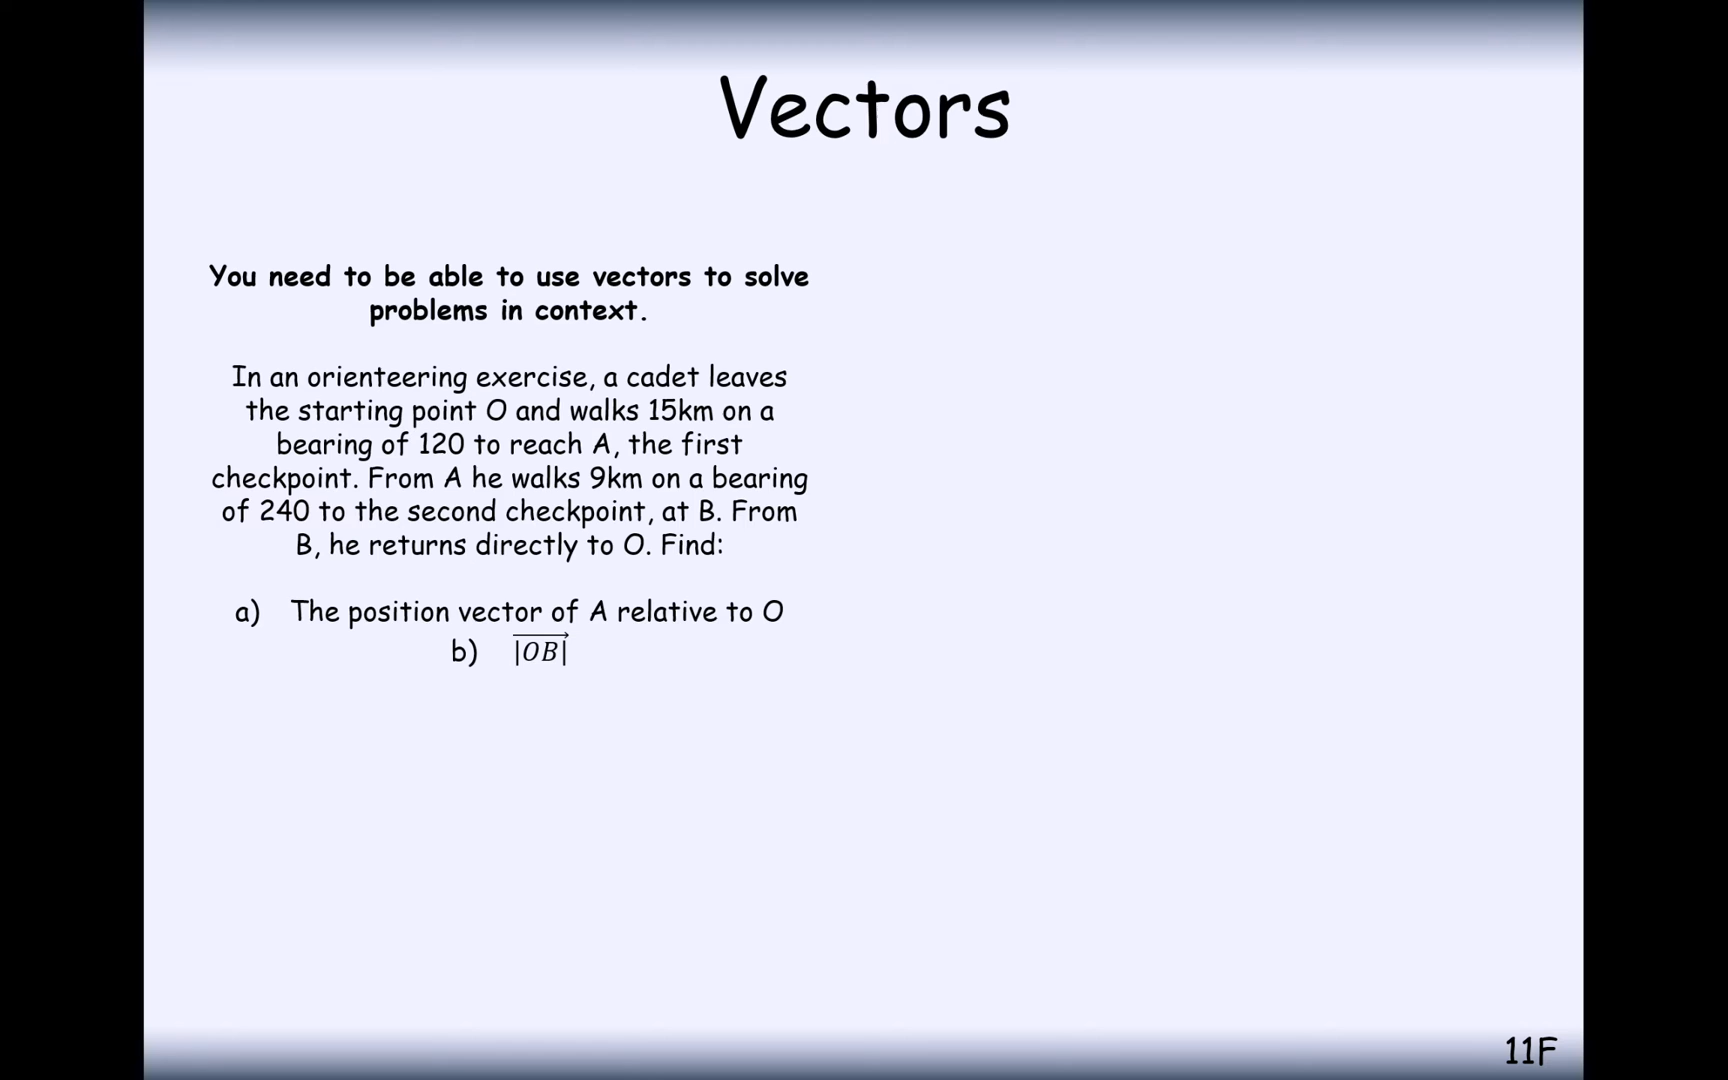 Vectors
You need to be able to use vectors to solve
problems in context.
In an orienteering exercise, a cadet leaves
the starting point O and walks 15km on a
bearing of 120 to reach A, the first
checkpoint. From A he walks 9km on a bearing
of 240 to the second checkpoint, at B. From
B, he returns directly to O. Find:
a) The position vector of A relative to O
b) $\overrightarrow{|OB|}$
11F